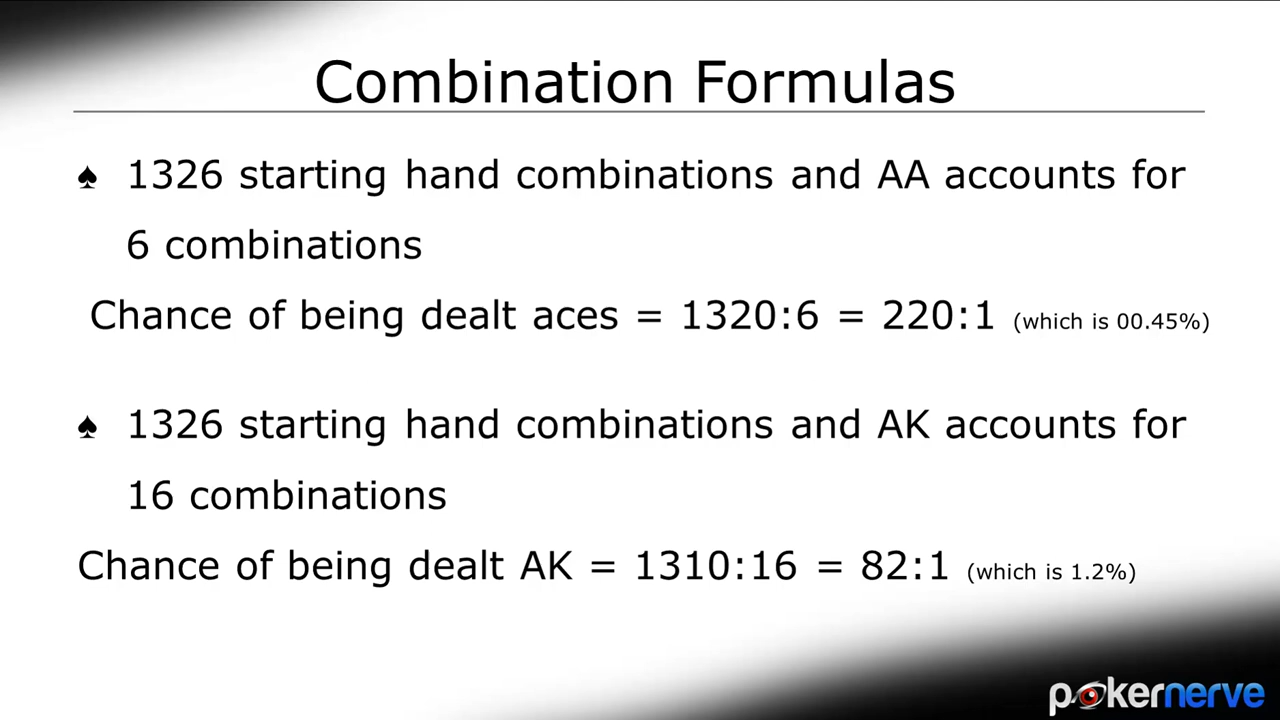 Combination Formulas
♠ 1326 starting hand combinations and AA accounts for
6 combinations
Chance of being dealt aces = 1320:6 = 220:1 (which is 00.45%)
♠ 1326 starting hand combinations and AK accounts for
16 combinations
Chance of being dealt AK = 1310:16 = 82:1 (which is 1.2%)
pokernerve